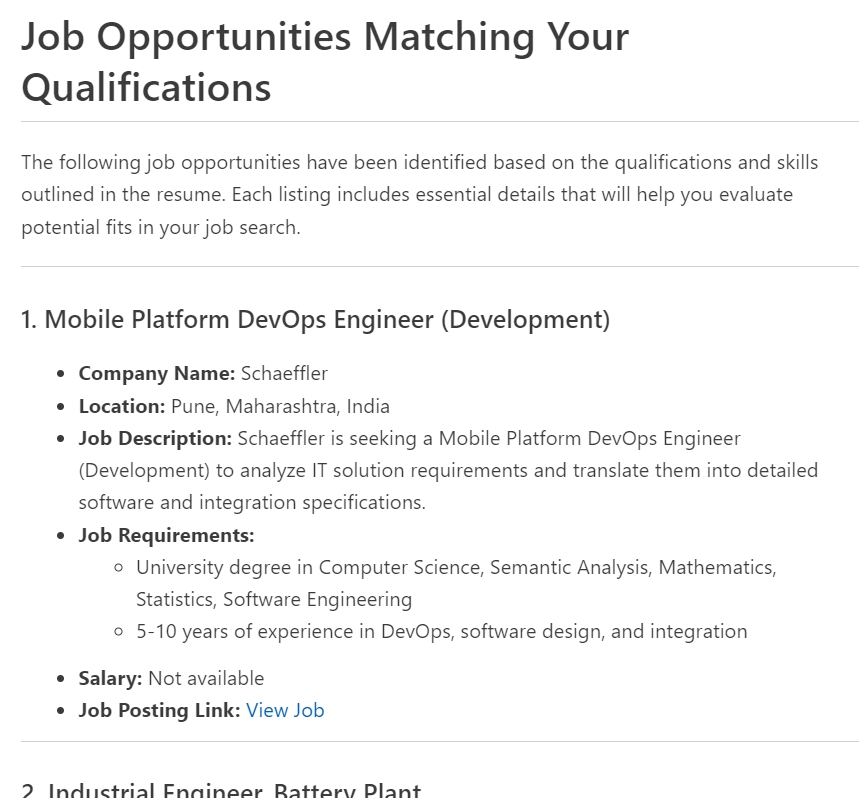 Job Opportunities Matching Your
Qualifications
The following job opportunities have been identified based on the qualifications and skills
outlined in the resume. Each listing includes essential details that will help you evaluate
potential fits in your job search.
1. Mobile Platform DevOps Engineer (Development)
Company Name: Schaeffler
Location: Pune, Maharashtra, India
Job Description: Schaeffler is seeking a Mobile Platform DevOps Engineer
(Development) to analyze IT solution requirements and translate them into detailed
software and integration specifications.
Job Requirements:
University degree in Computer Science, Semantic Analysis, Mathematics,
Statistics, Software Engineering
5-10 years of experience in DevOps, software design, and integration
Salary: Not available
Job Posting Link: View Job
2. Industrial Engineer, Battery Plant